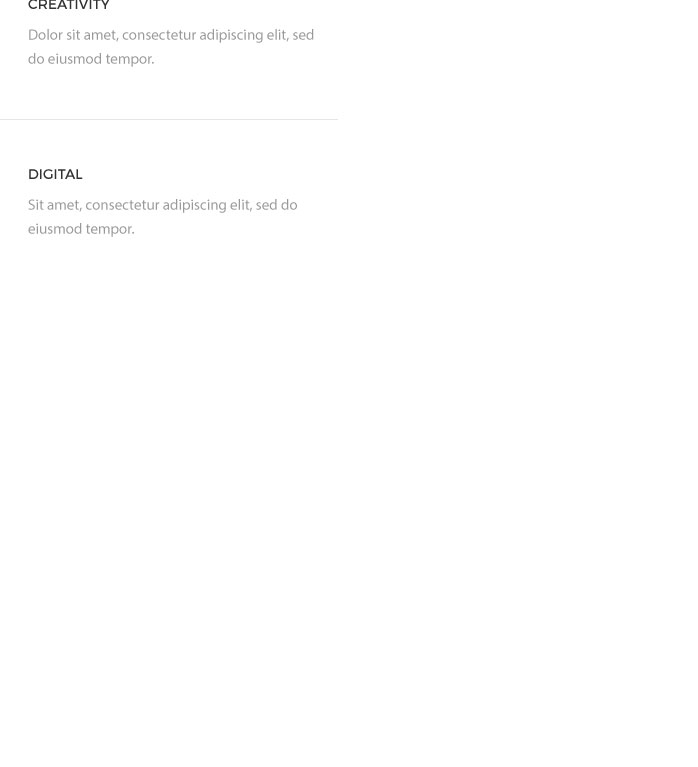 CREATIVITY
Dolor sit amet, consectetur adipiscing elit, sed
do eiusmod tempor.
DIGITAL
Sit amet, consectetur adipiscing elit, sed do
eiusmod tempor.